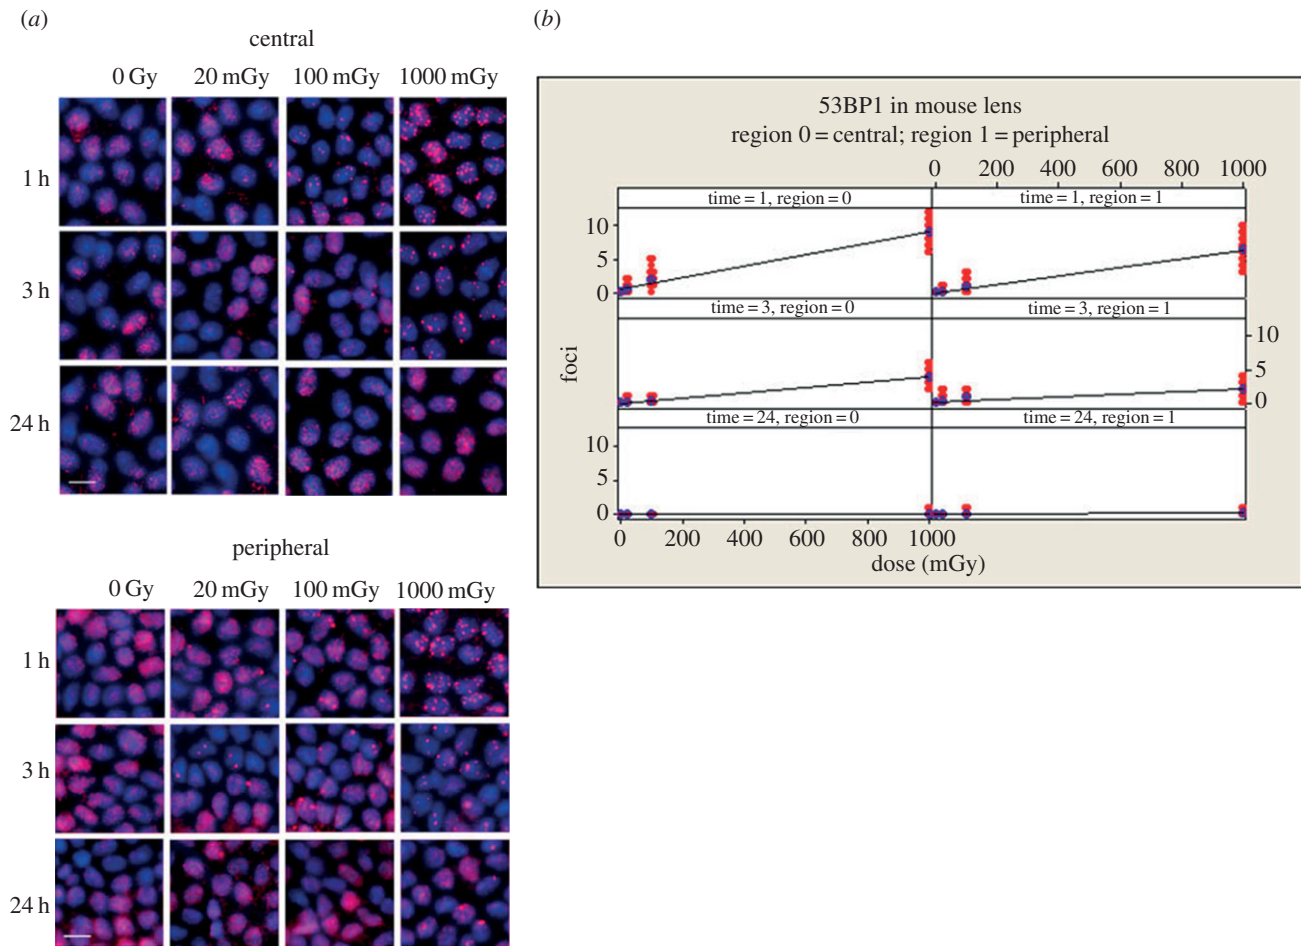 (a)
central
0 Gy 20 mGy 100 mGy 1000 mGy
1 h
3 h
24 h
peripheral
0 Gy 20 mGy 100 mGy 1000 mGy
1 h
3 h
24 h
(b)
53BP1 in mouse lens
region 0 = central; region 1 = peripheral
0 200 400 600 800 1000
time = 1, region = 0 time = 1, region = 1
10
5
0
time = 3, region = 0 time = 3, region = 1
10
5
0
foci
time = 24, region = 0 time = 24, region = 1
10
5
0
0 200 400 600 800 1000
dose (mGy)